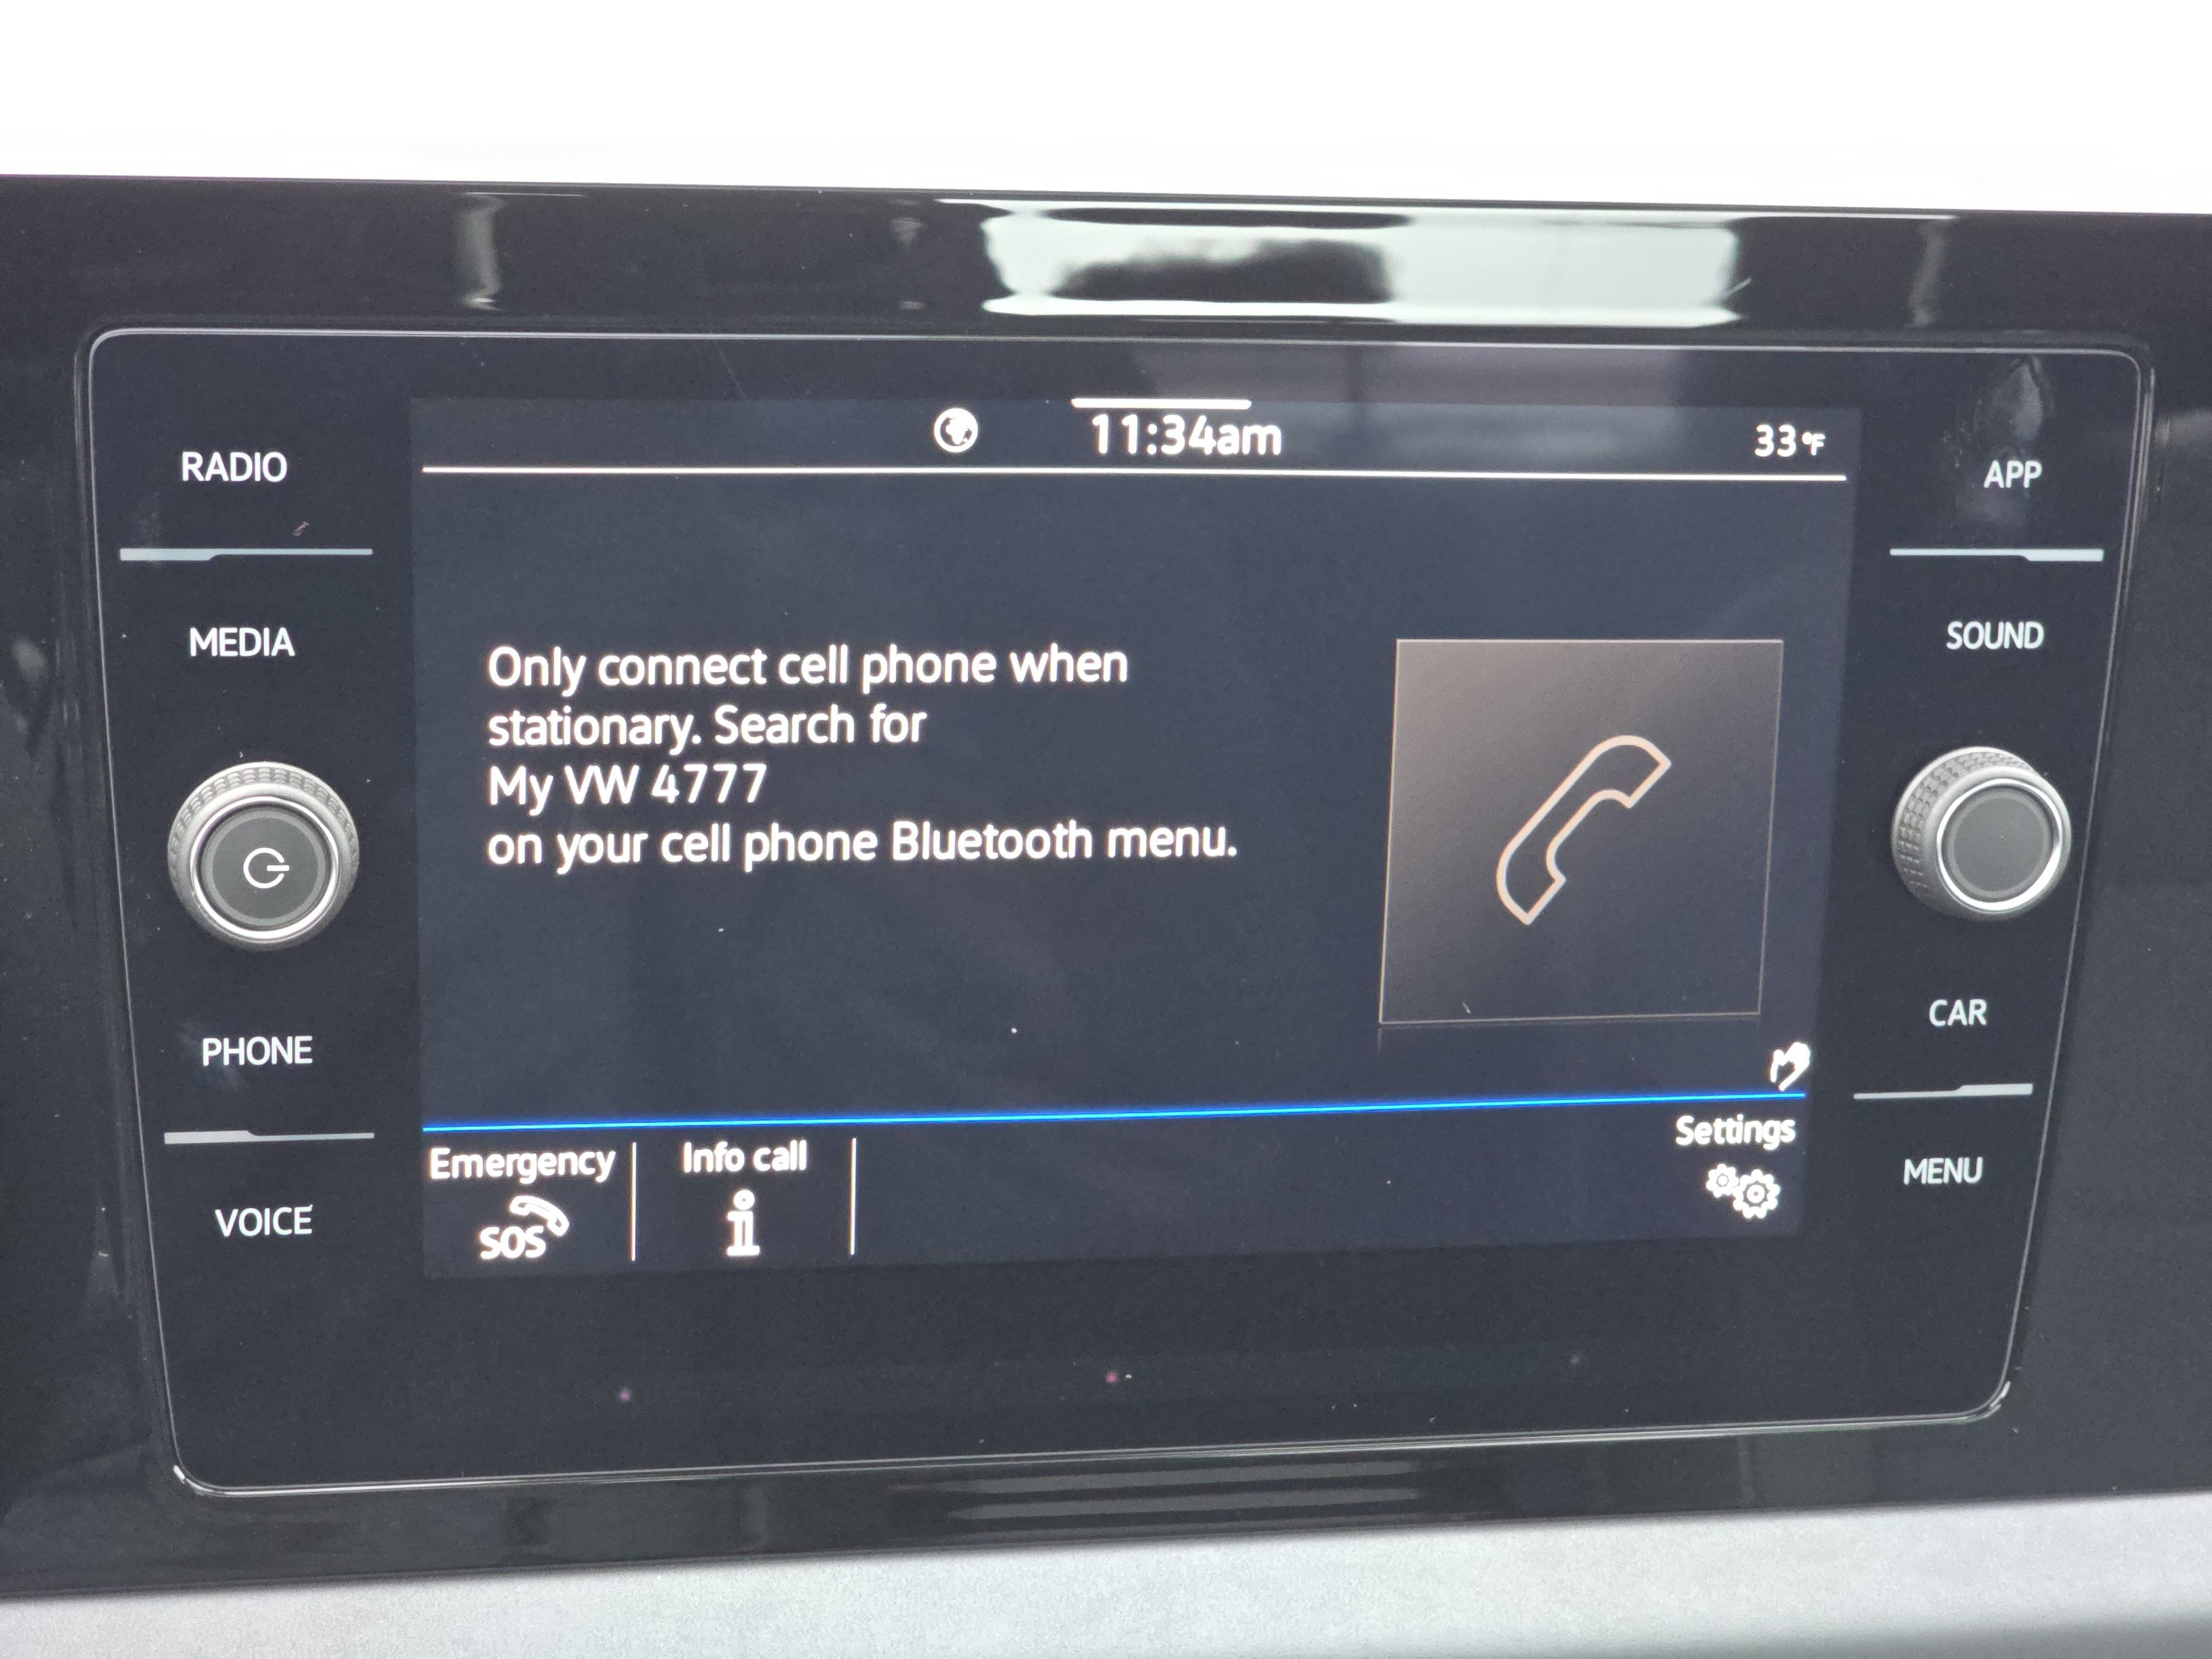 11:34am
33°F
RADIO
APP
MEDIA
SOUND
Only connect cell phone when
stationary. Search for
My VW 4777
on your cell phone Bluetooth menu.
PHONE
CAR
VOICE
MENU
Emergency
SOS
Info call
i
Settings